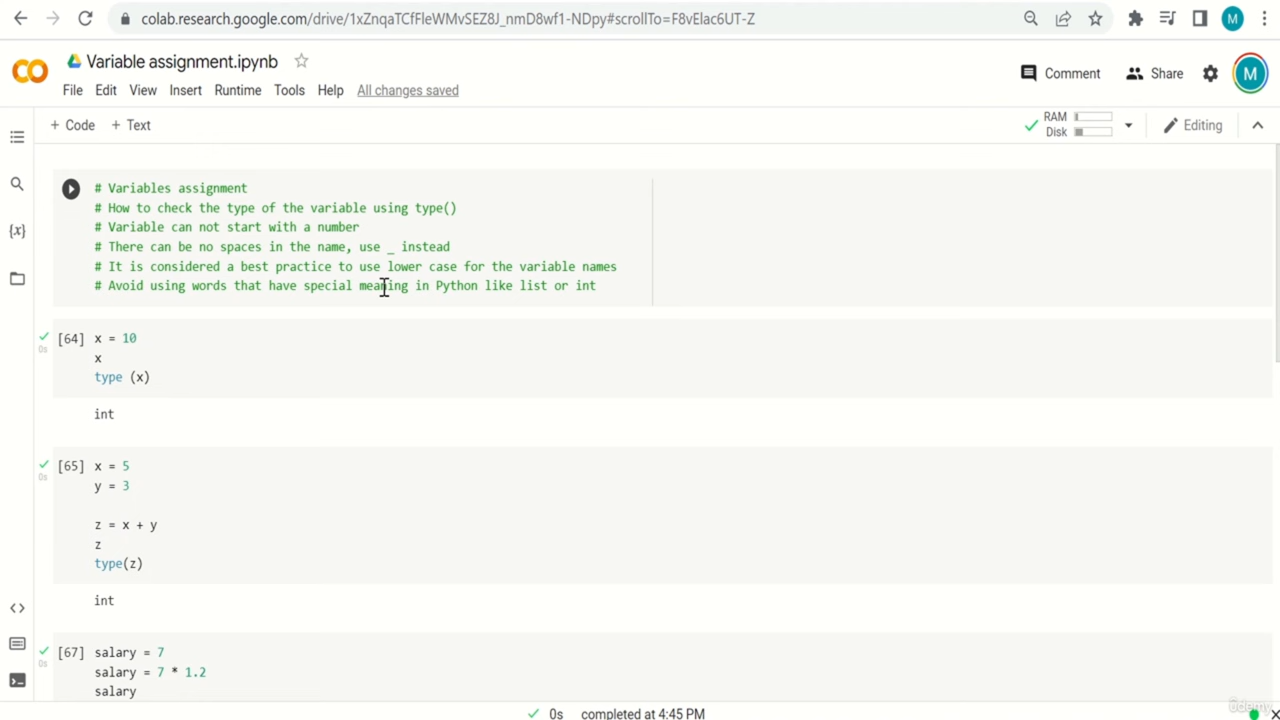 colab.research.google.com/drive/1xZnqaTCfFleWMvSEZ8J_nmD8wf1-NDpy#scrollTo=F8vElac6UT-Z
M
CO
Variable assignment.ipynb
Comment
Share
M
File Edit View Insert Runtime Tools Help All changes saved
+ Code + Text
RAM
Disk
Editing
{x}
# Variables assignment
# How to check the type of the variable using type()
# Variable can not start with a number
# There can be no spaces in the name, use _ instead
# It is considered a best practice to use lower case for the variable names
# Avoid using words that have special meaning in Python like list or int
0s
[64] x = 10
x
type (x)
int
0s
[65] x = 5
y = 3
z = x + y
z
type(z)
int
0s
[67] salary = 7
salary = 7 * 1.2
salary
0s completed at 4:45 PM
ûdemy